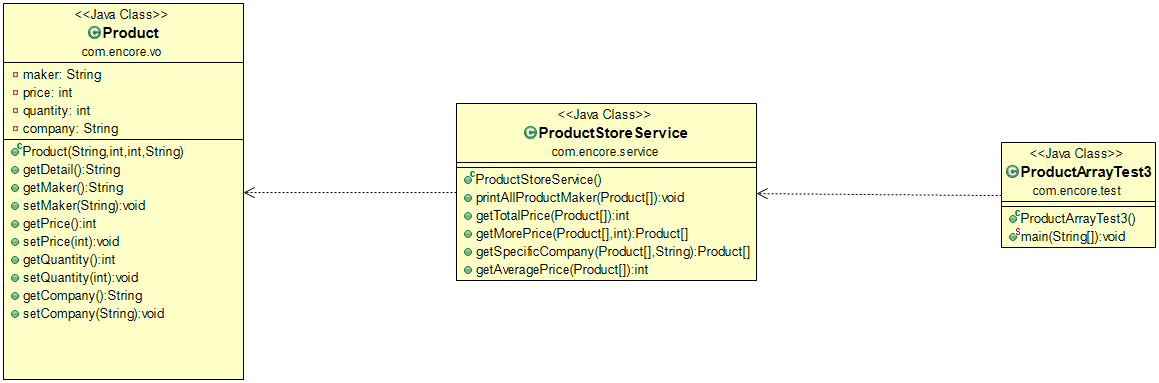 <<Java Class>>
Product
com.encore.vo
maker: String
price: int
quantity: int
company: String
Product(String,int,int,String)
getDetail():String
getMaker():String
setMaker(String):void
getPrice():int
setPrice(int):void
getQuantity():int
setQuantity(int):void
getCompany():String
setCompany(String):void
<<Java Class>>
ProductStoreService
com.encore.service
ProductStoreService()
printAllProductMaker(Product[]):void
getTotalPrice(Product[]):int
getMorePrice(Product[],int):Product[]
getSpecificCompany(Product[],String):Product[]
getAveragePrice(Product[]):int
<<Java Class>>
ProductArrayTest3
com.encore.test
ProductArrayTest3()
main(String[]):void